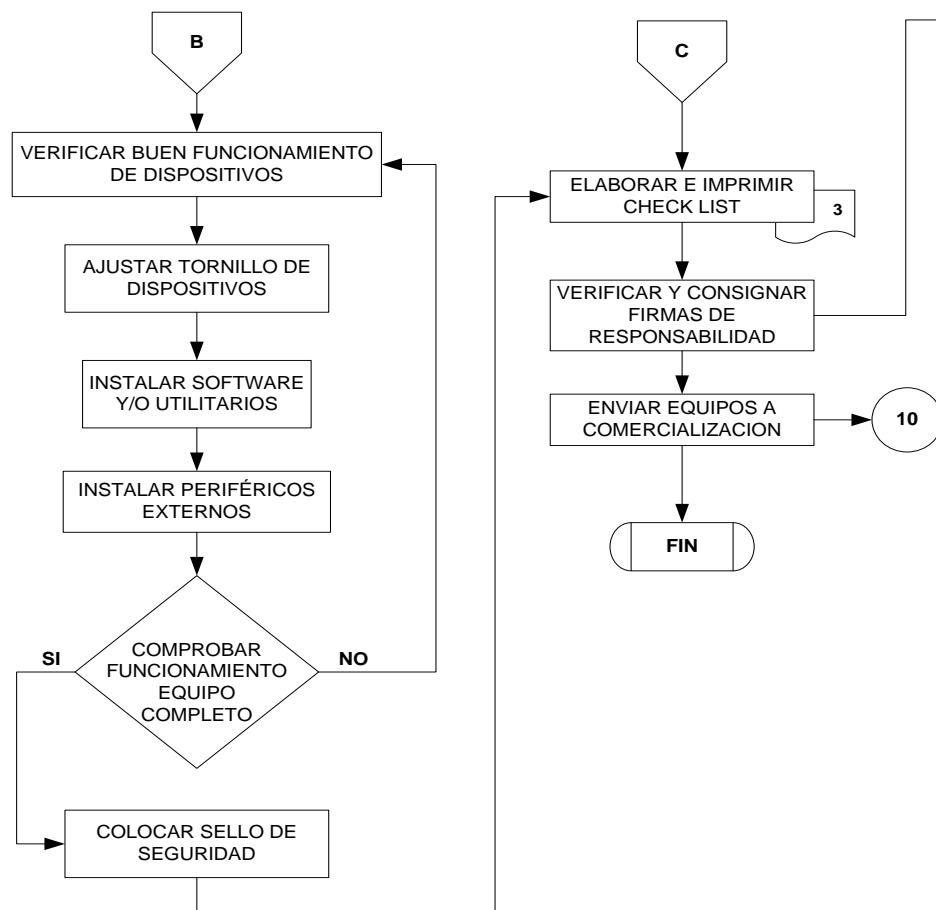 B
VERIFICAR BUEN FUNCIONAMIENTO
DE DISPOSITIVOS
AJUSTAR TORNILLO DE
DISPOSITIVOS
INSTALAR SOFTWARE
Y/O UTILITARIOS
INSTALAR PERIFÉRICOS
EXTERNOS
SI
COMPROBAR
FUNCIONAMIENTO
EQUIPO
COMPLETO
NO
COLOCAR SELLO DE
SEGURIDAD
C
ELABORAR E IMPRIMIR
CHECK LIST
3
VERIFICAR Y CONSIGNAR
FIRMAS DE
RESPONSABILIDAD
ENVIAR EQUIPOS A
COMERCIALIZACION
10
FIN